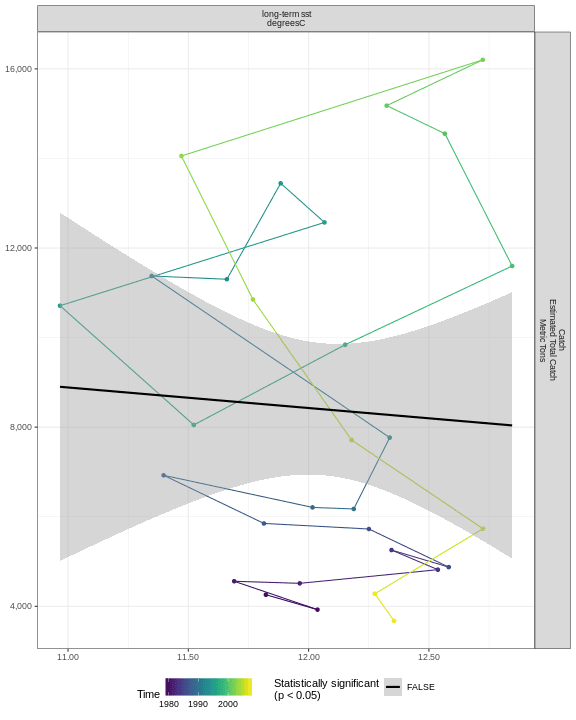 long-term sst
degreesC
16,000
12,000
8,000
4,000
Catch
Estimated Total Catch
Metric Tons
11.00 11.50 12.00 12.50
Time
1980 1990 2000
Statistically significant
(p < 0.05)
FALSE